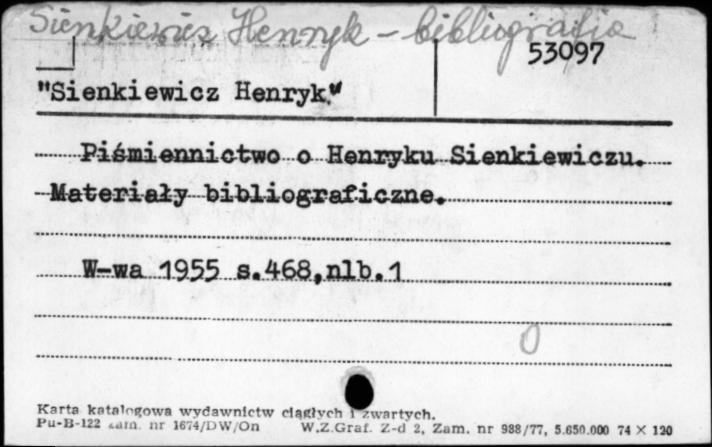 Sienkiewicz Henryk – bibliografia
53097
"Sienkiewicz Henryk."
Piśmiennictwo o Henryku Sienkiewiczu.
Materiały bibliograficzne.
W-wa 1955 s.468,nlb.1
0
Karta katalogowa wydawnictw ciągłych i zwartych.
Pu-B-122 zam. nr 1674/DW/On W.Z.Graf. Z-d 2, Zam. nr 988/77, 5.650.000 74 × 120